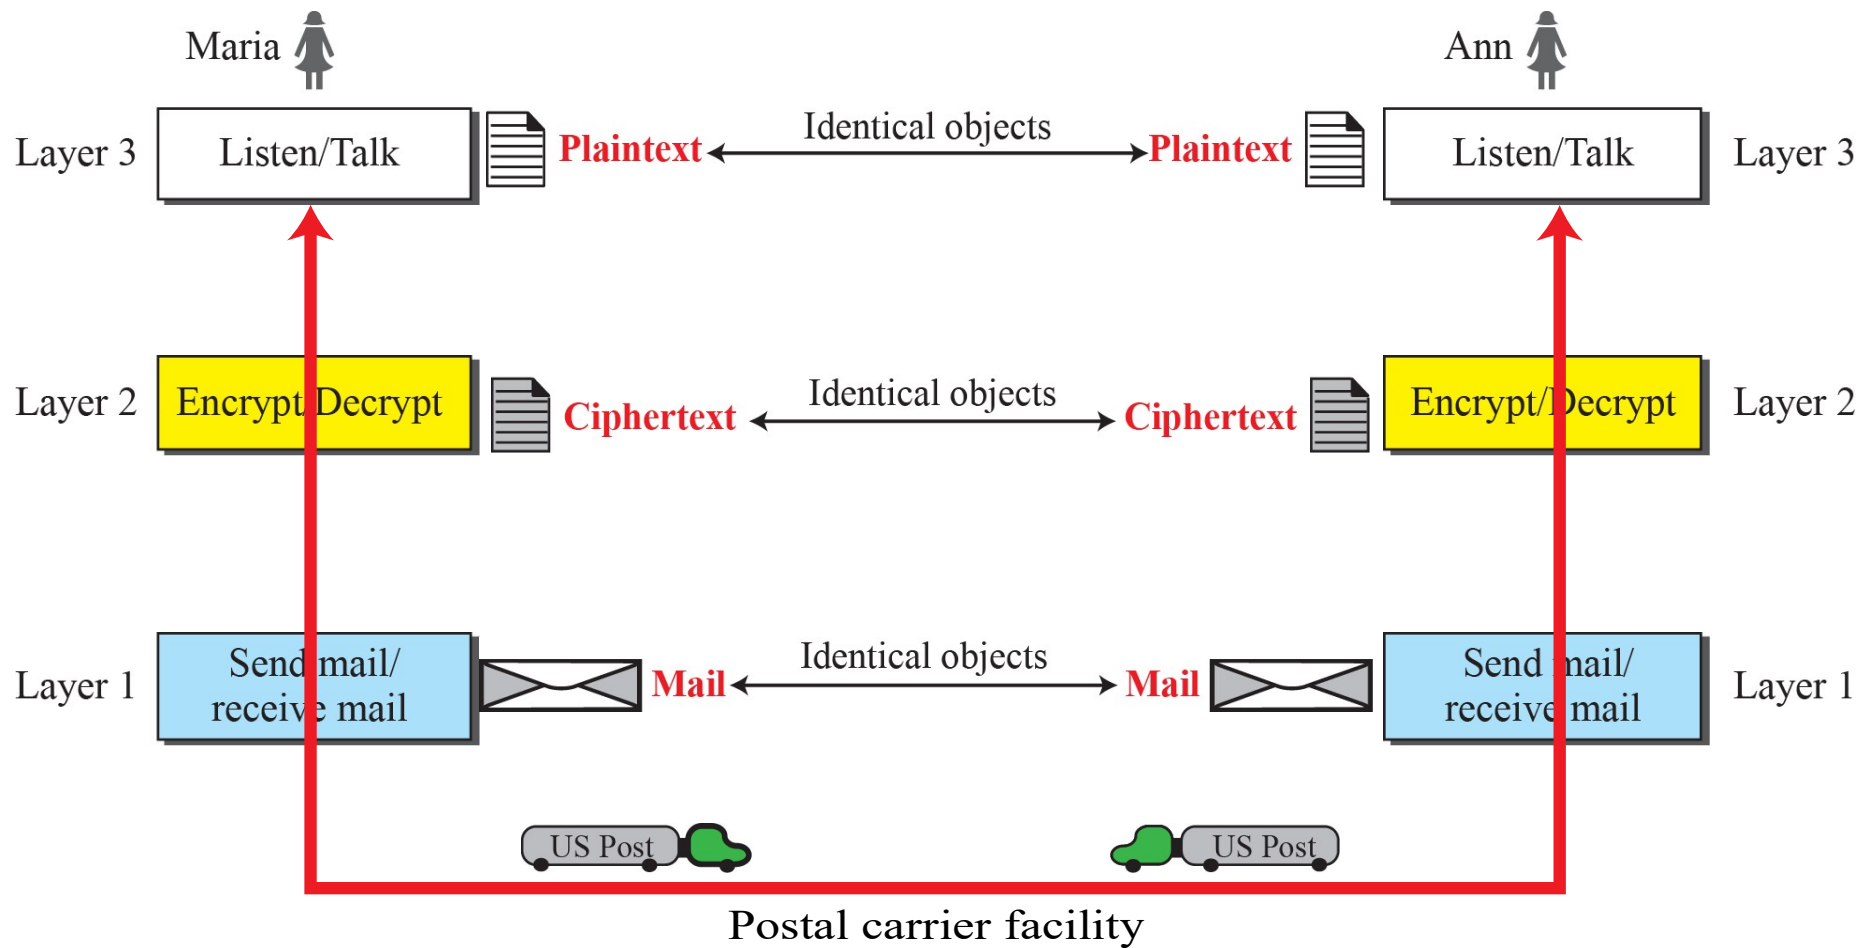 Maria
Ann
Layer 3
Listen/Talk
Plaintext
Identical objects
Plaintext
Listen/Talk
Layer 3
Layer 2
Encrypt/Decrypt
Ciphertext
Identical objects
Ciphertext
Encrypt/Decrypt
Layer 2
Layer 1
Send mail/
receive mail
Mail
Identical objects
Mail
Send mail/
receive mail
Layer 1
US Post
US Post
Postal carrier facility